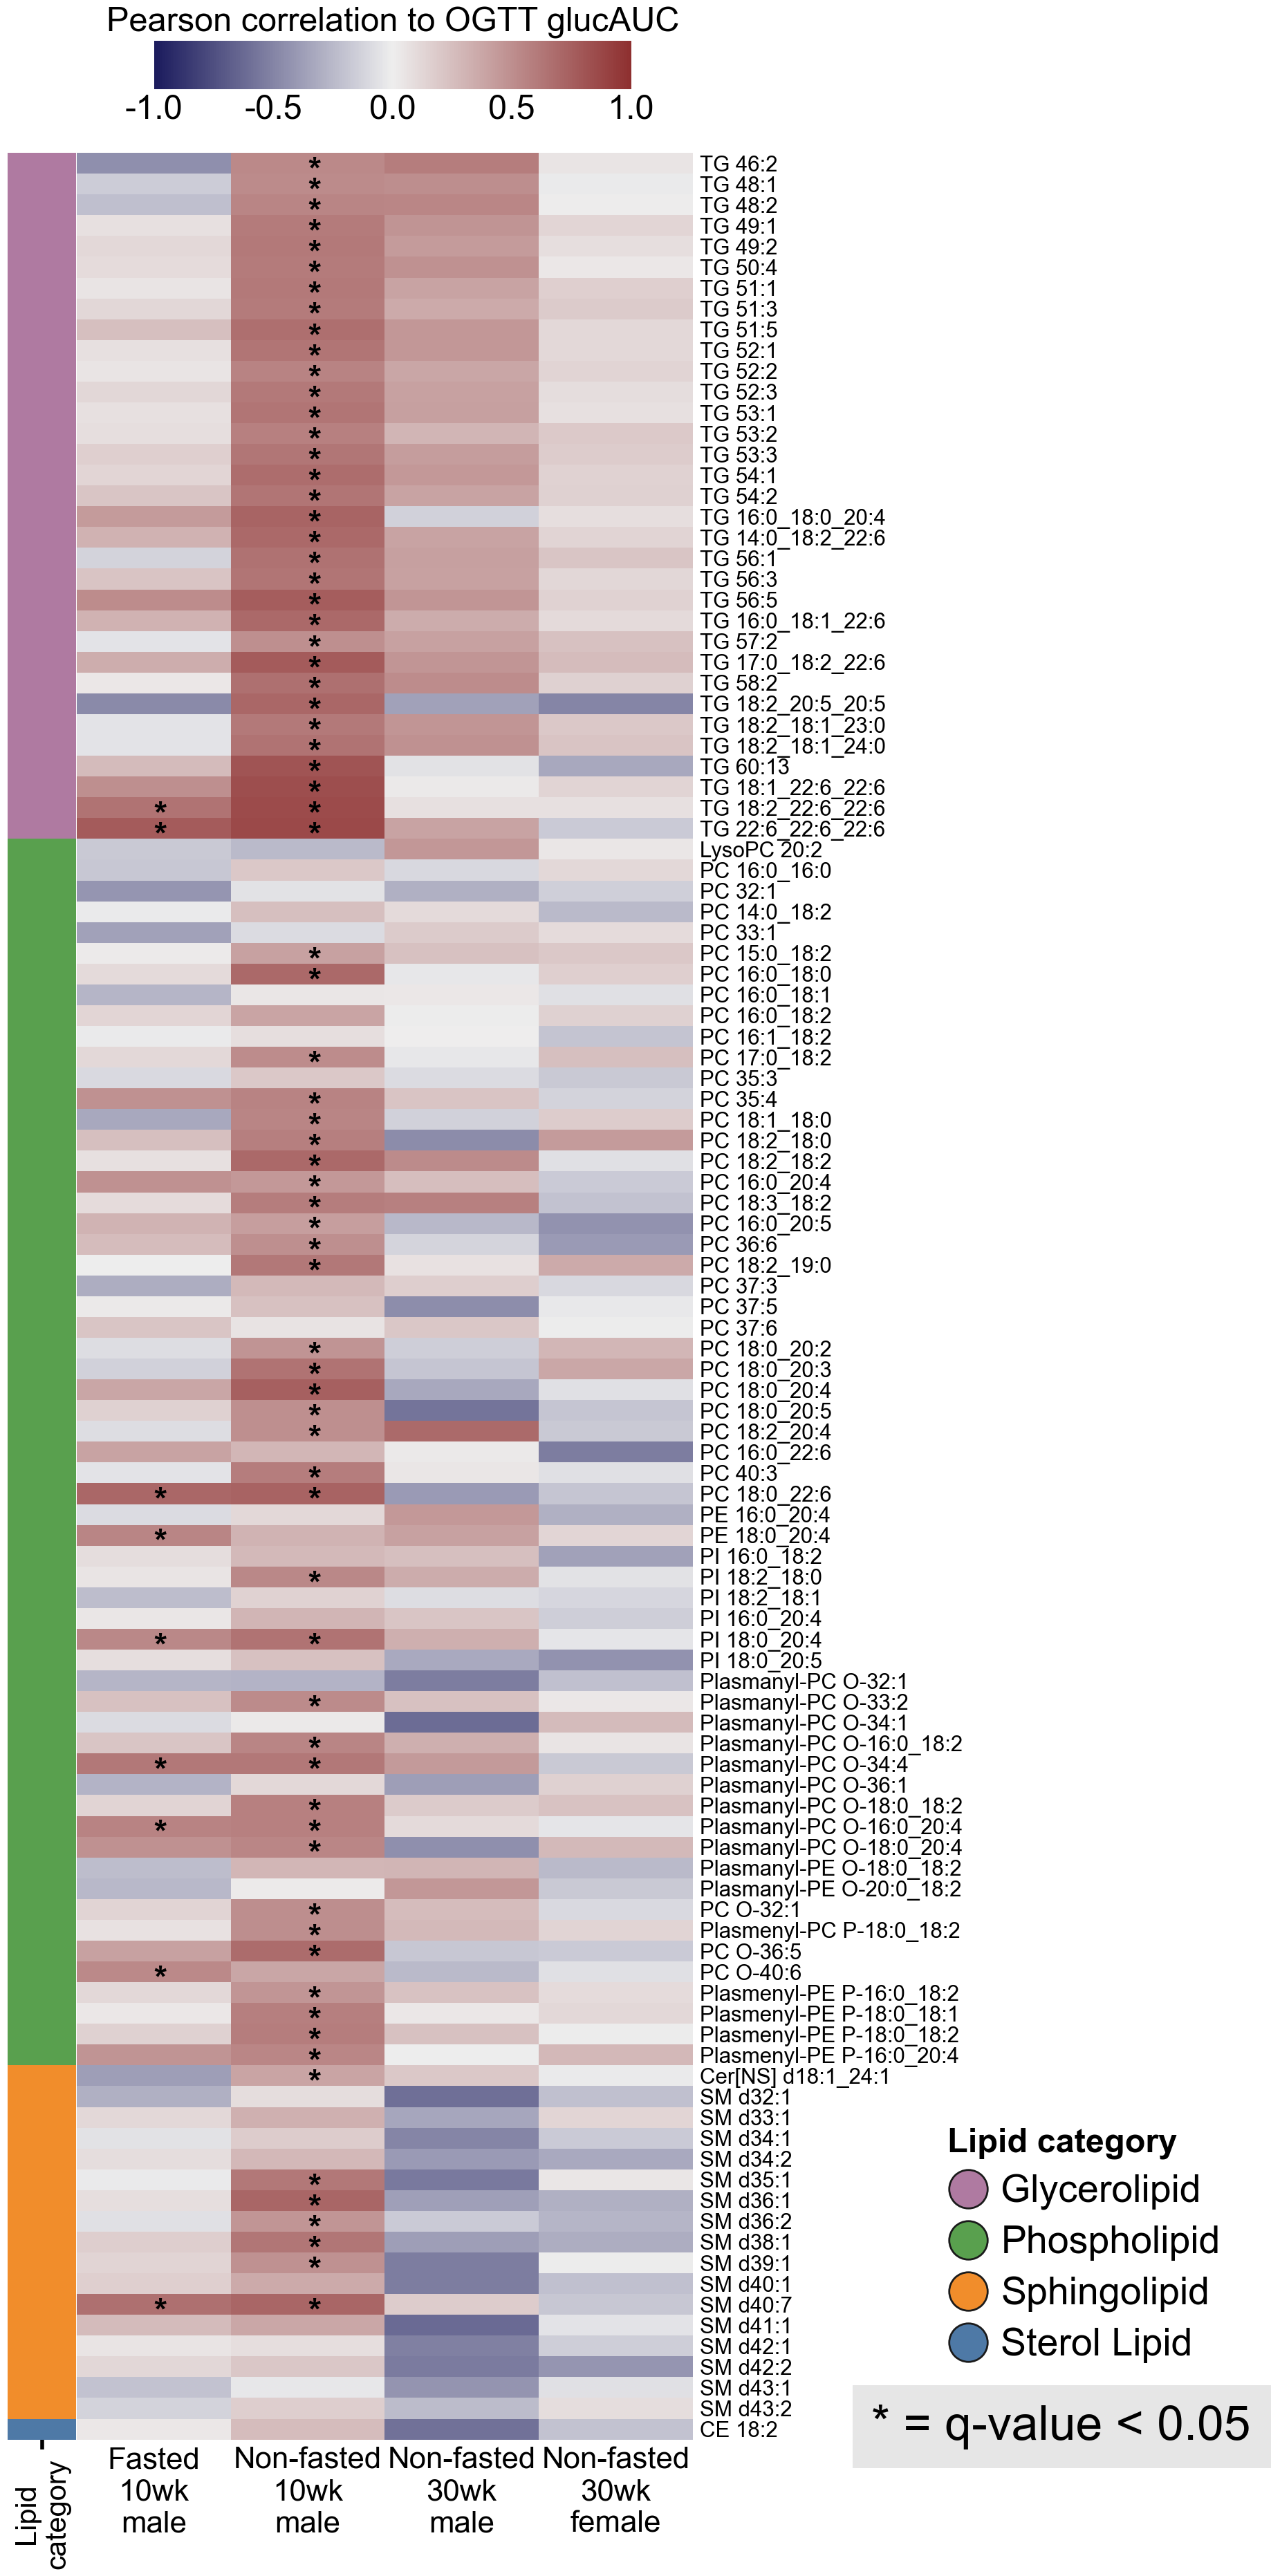 Pearson correlation to OGTT glucAUC
-1.0 -0.5 0.0 0.5 1.0
* TG 46:2
* TG 48:1
* TG 48:2
* TG 49:1
* TG 49:2
* TG 50:4
* TG 51:1
* TG 51:3
* TG 51:5
* TG 52:1
* TG 52:2
* TG 52:3
* TG 53:1
* TG 53:2
* TG 53:3
* TG 54:1
* TG 54:2
* TG 16:0_18:0_20:4
* TG 14:0_18:2_22:6
* TG 56:1
* TG 56:3
* TG 56:5
* TG 16:0_18:1_22:6
* TG 57:2
* TG 17:0_18:2_22:6
* TG 58:2
* TG 18:2_20:5_20:5
* TG 18:2_18:1_23:0
* TG 18:2_18:1_24:0
* TG 60:13
* TG 18:1_22:6_22:6
* * TG 18:2_22:6_22:6
* * TG 22:6_22:6_22:6
LysoPC 20:2
PC 16:0_16:0
PC 32:1
PC 14:0_18:2
PC 33:1
* PC 15:0_18:2
* PC 16:0_18:0
PC 16:0_18:1
PC 16:0_18:2
PC 16:1_18:2
* PC 17:0_18:2
PC 35:3
* PC 35:4
* PC 18:1_18:0
* PC 18:2_18:0
* PC 18:2_18:2
* PC 16:0_20:4
* PC 18:3_18:2
* PC 16:0_20:5
* PC 36:6
* PC 18:2_19:0
PC 37:3
PC 37:5
PC 37:6
* PC 18:0_20:2
* PC 18:0_20:3
* PC 18:0_20:4
* PC 18:0_20:5
* PC 18:2_20:4
PC 16:0_22:6
* PC 40:3
* * PC 18:0_22:6
PE 16:0_20:4
* PE 18:0_20:4
PI 16:0_18:2
* PI 18:2_18:0
PI 18:2_18:1
PI 16:0_20:4
* * PI 18:0_20:4
PI 18:0_20:5
Plasmanyl-PC O-32:1
* Plasmanyl-PC O-33:2
Plasmanyl-PC O-34:1
* Plasmanyl-PC O-16:0_18:2
* * Plasmanyl-PC O-34:4
Plasmanyl-PC O-36:1
* Plasmanyl-PC O-18:0_18:2
* * Plasmanyl-PC O-16:0_20:4
* Plasmanyl-PC O-18:0_20:4
Plasmanyl-PE O-18:0_18:2
Plasmanyl-PE O-20:0_18:2
* PC O-32:1
* Plasmenyl-PC P-18:0_18:2
* PC O-36:5
* PC O-40:6
* Plasmenyl-PE P-16:0_18:2
* Plasmenyl-PE P-18:0_18:1
* Plasmenyl-PE P-18:0_18:2
* Plasmenyl-PE P-16:0_20:4
* Cer[NS] d18:1_24:1
SM d32:1
SM d33:1
SM d34:1
SM d34:2
* SM d35:1
* SM d36:1
* SM d36:2
* SM d38:1
* SM d39:1
SM d40:1
* * SM d40:7
SM d41:1
SM d42:1
SM d42:2
SM d43:1
SM d43:2
CE 18:2
Lipid category
Glycerolipid
Phospholipid
Sphingolipid
Sterol Lipid
* = q-value < 0.05
Lipid
category
Fasted
10wk
male
Non-fasted
10wk
male
Non-fasted
30wk
male
Non-fasted
30wk
female